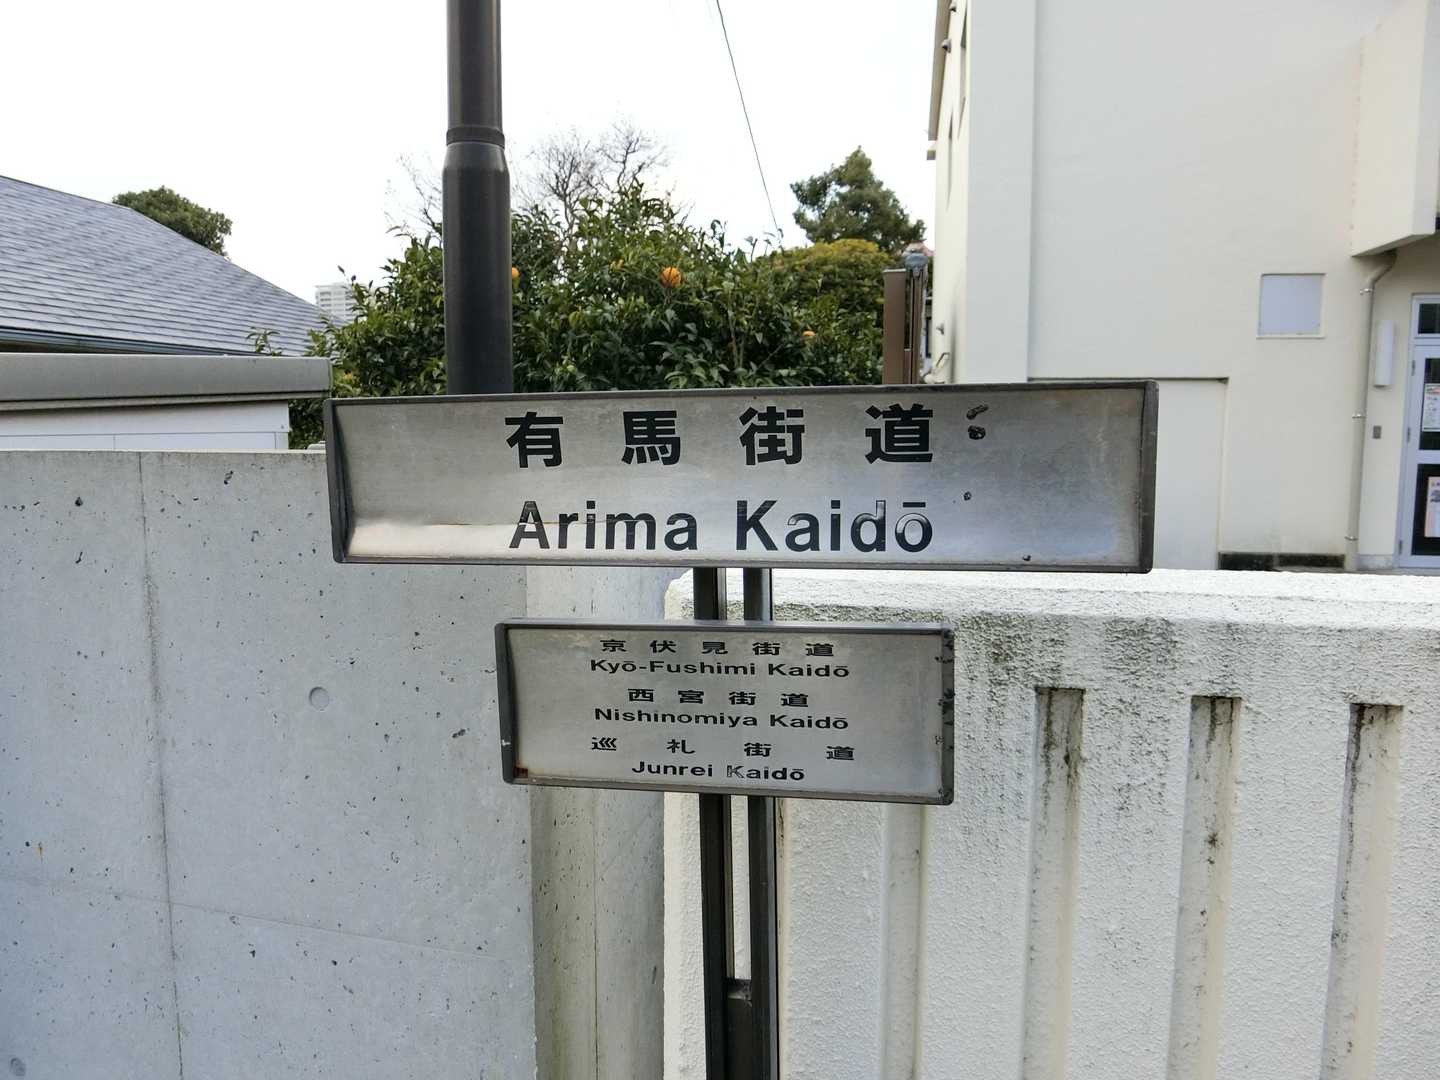 有馬街道
Arima Kaidō
京伏見街道
Kyō-Fushimi Kaidō
西宮街道
Nishinomiya Kaidō
巡礼街道
Junrei Kaidō